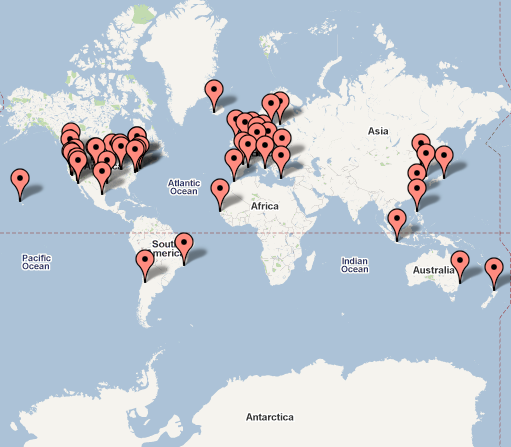 Asia
Atlantic
Ocean
Africa
South
America
Pacific
Ocean
Indian
Ocean
Australia
Antarctica